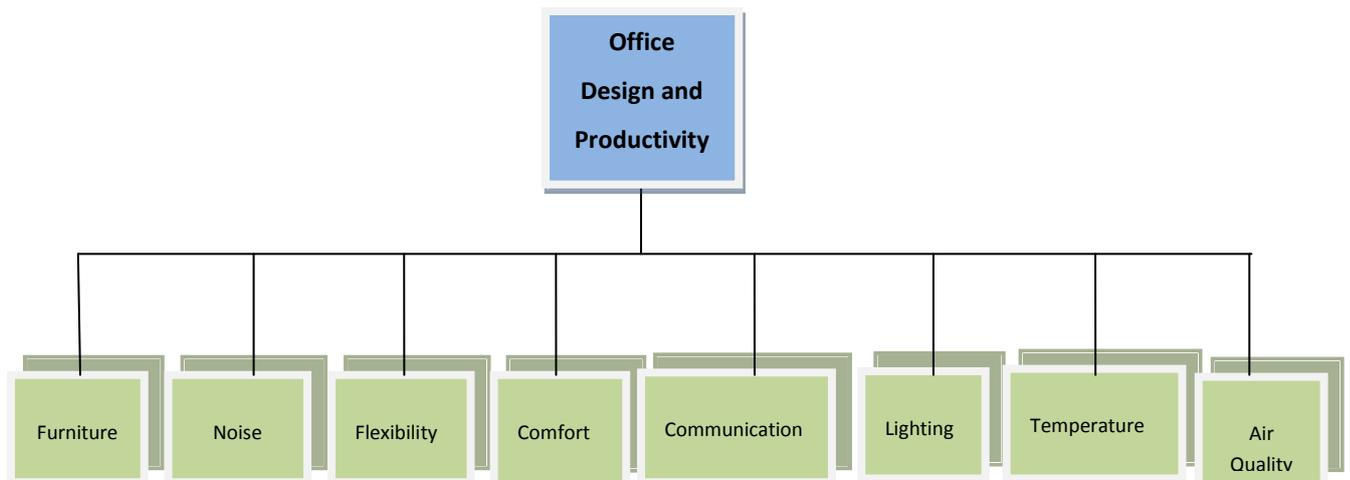 Office
Design and
Productivity
Furniture
Noise
Flexibility
Comfort
Communication
Lighting
Temperature
Air
Quality